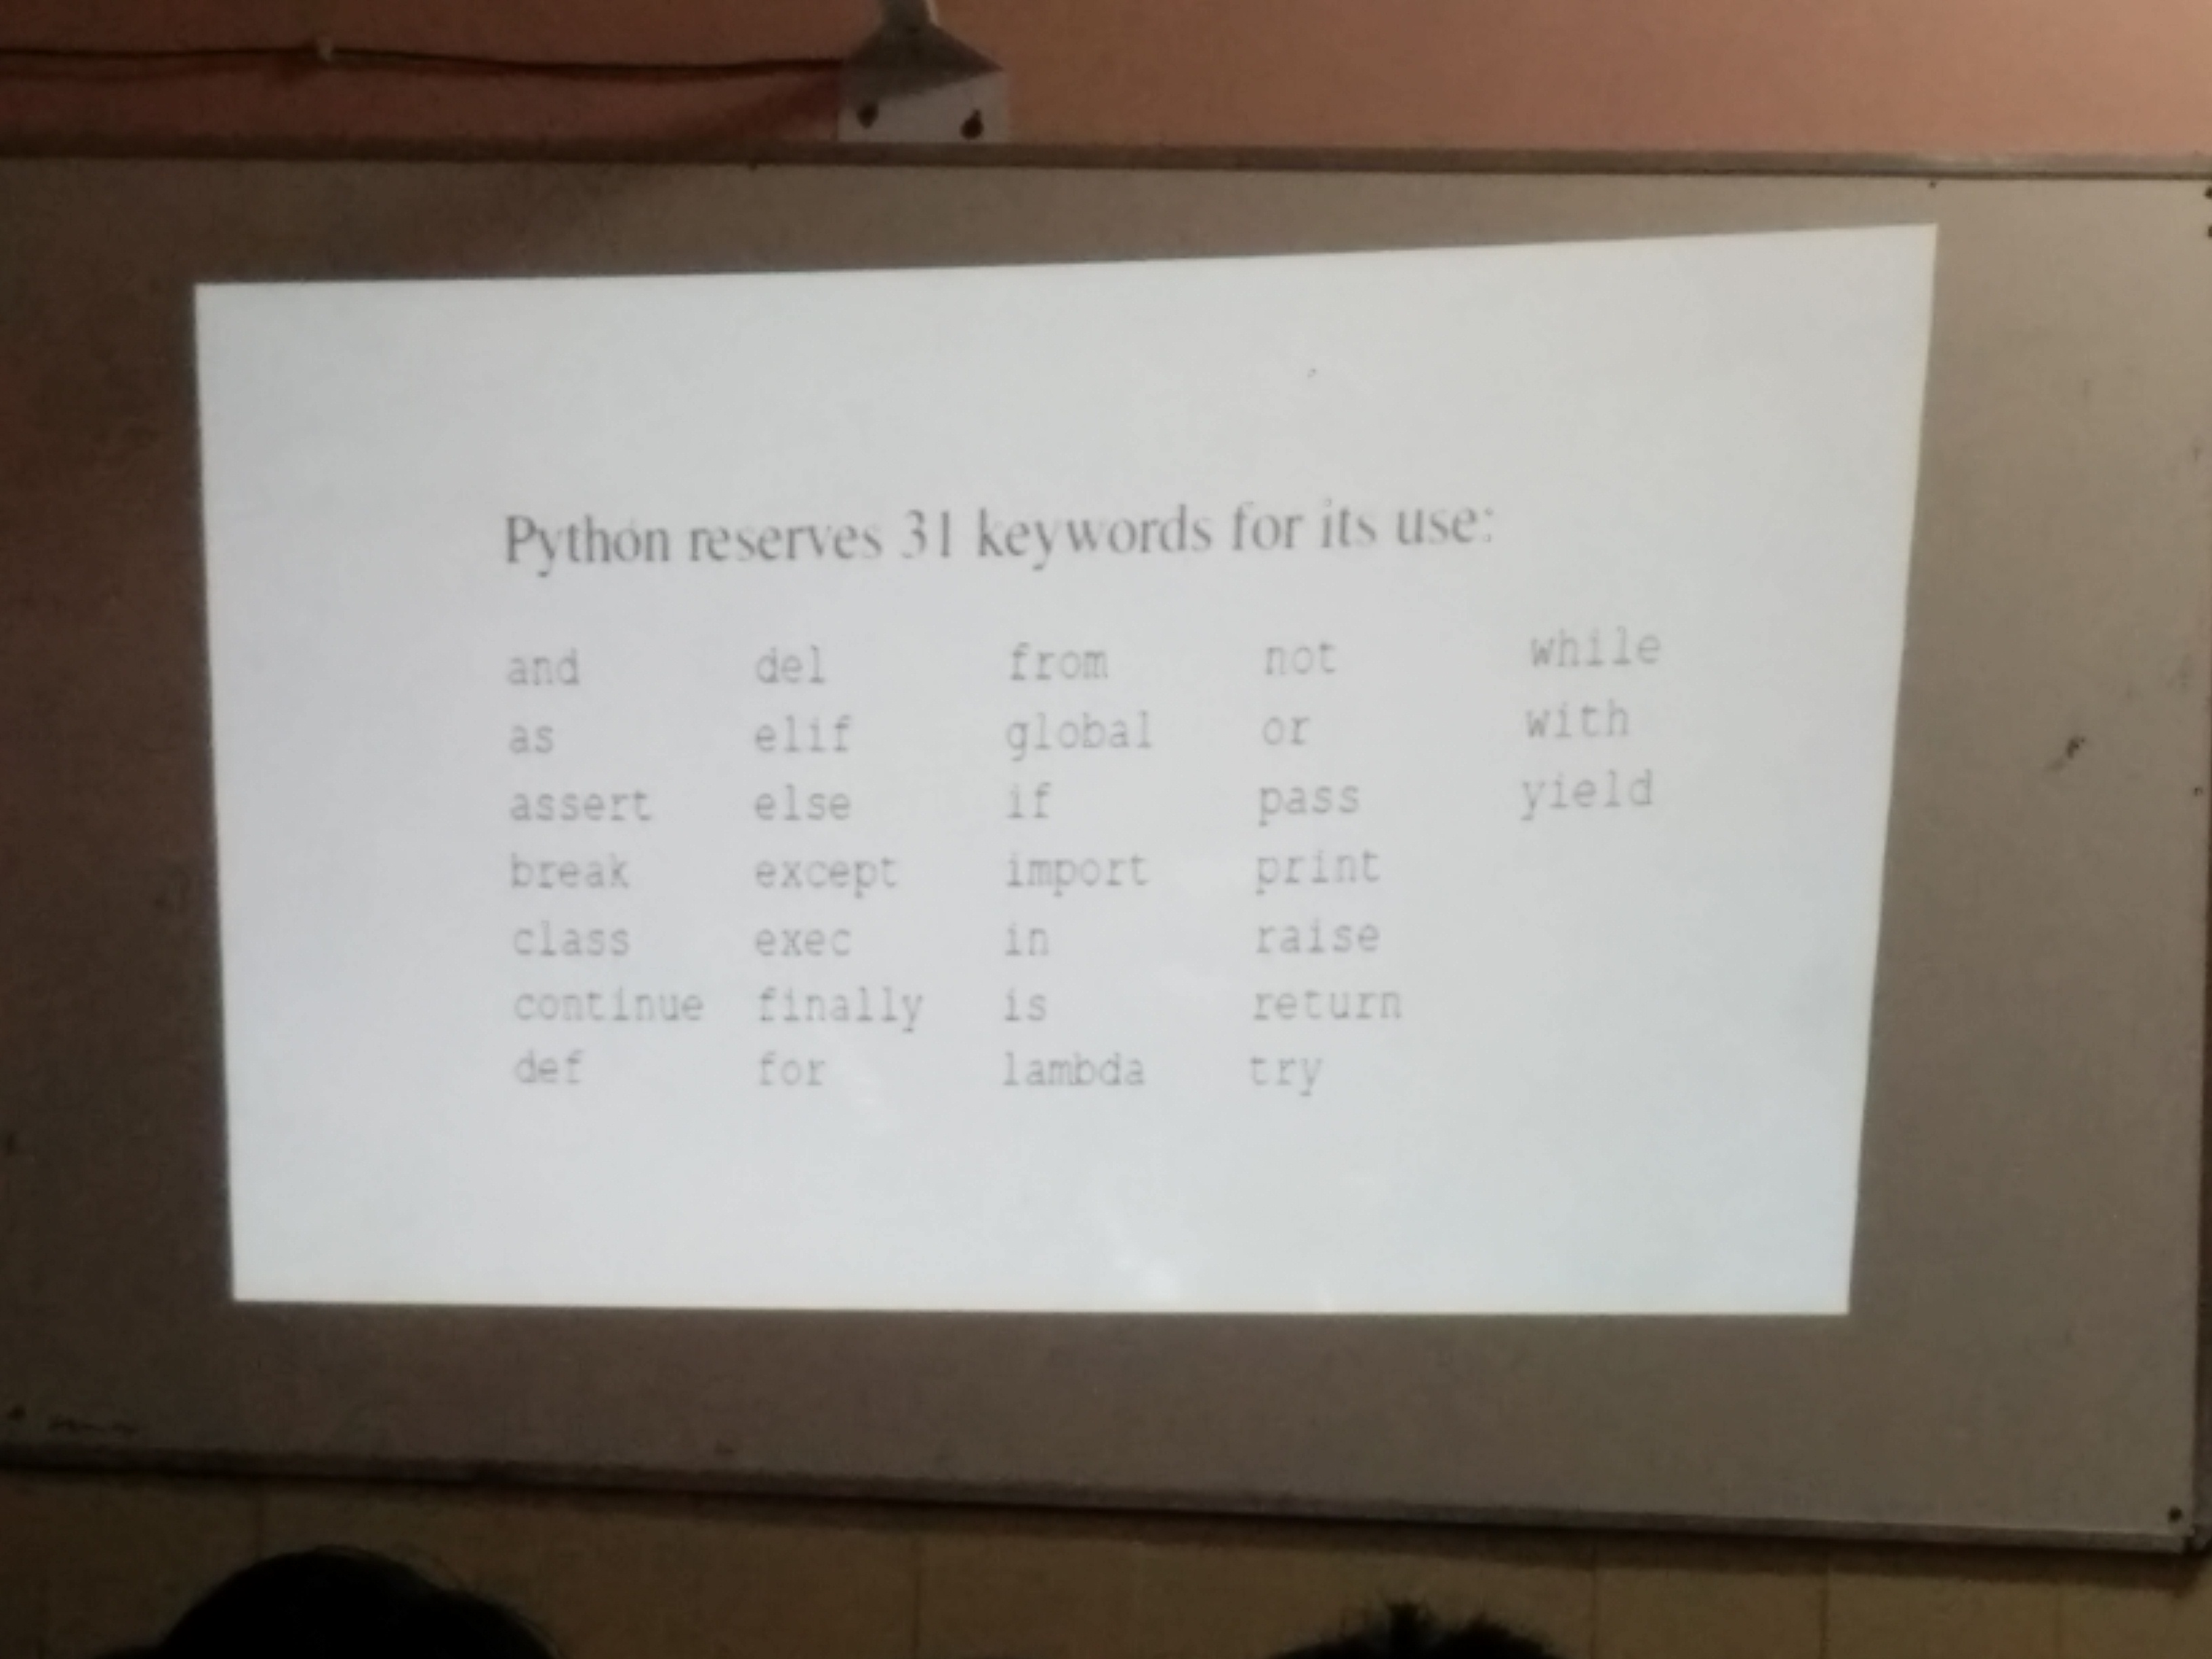 Python reserves 31 keywords for its use:
and del from not while
as elif global or with
assert else if pass yield
break except import print
class exec in raise
continue finally is return
def for lambda try